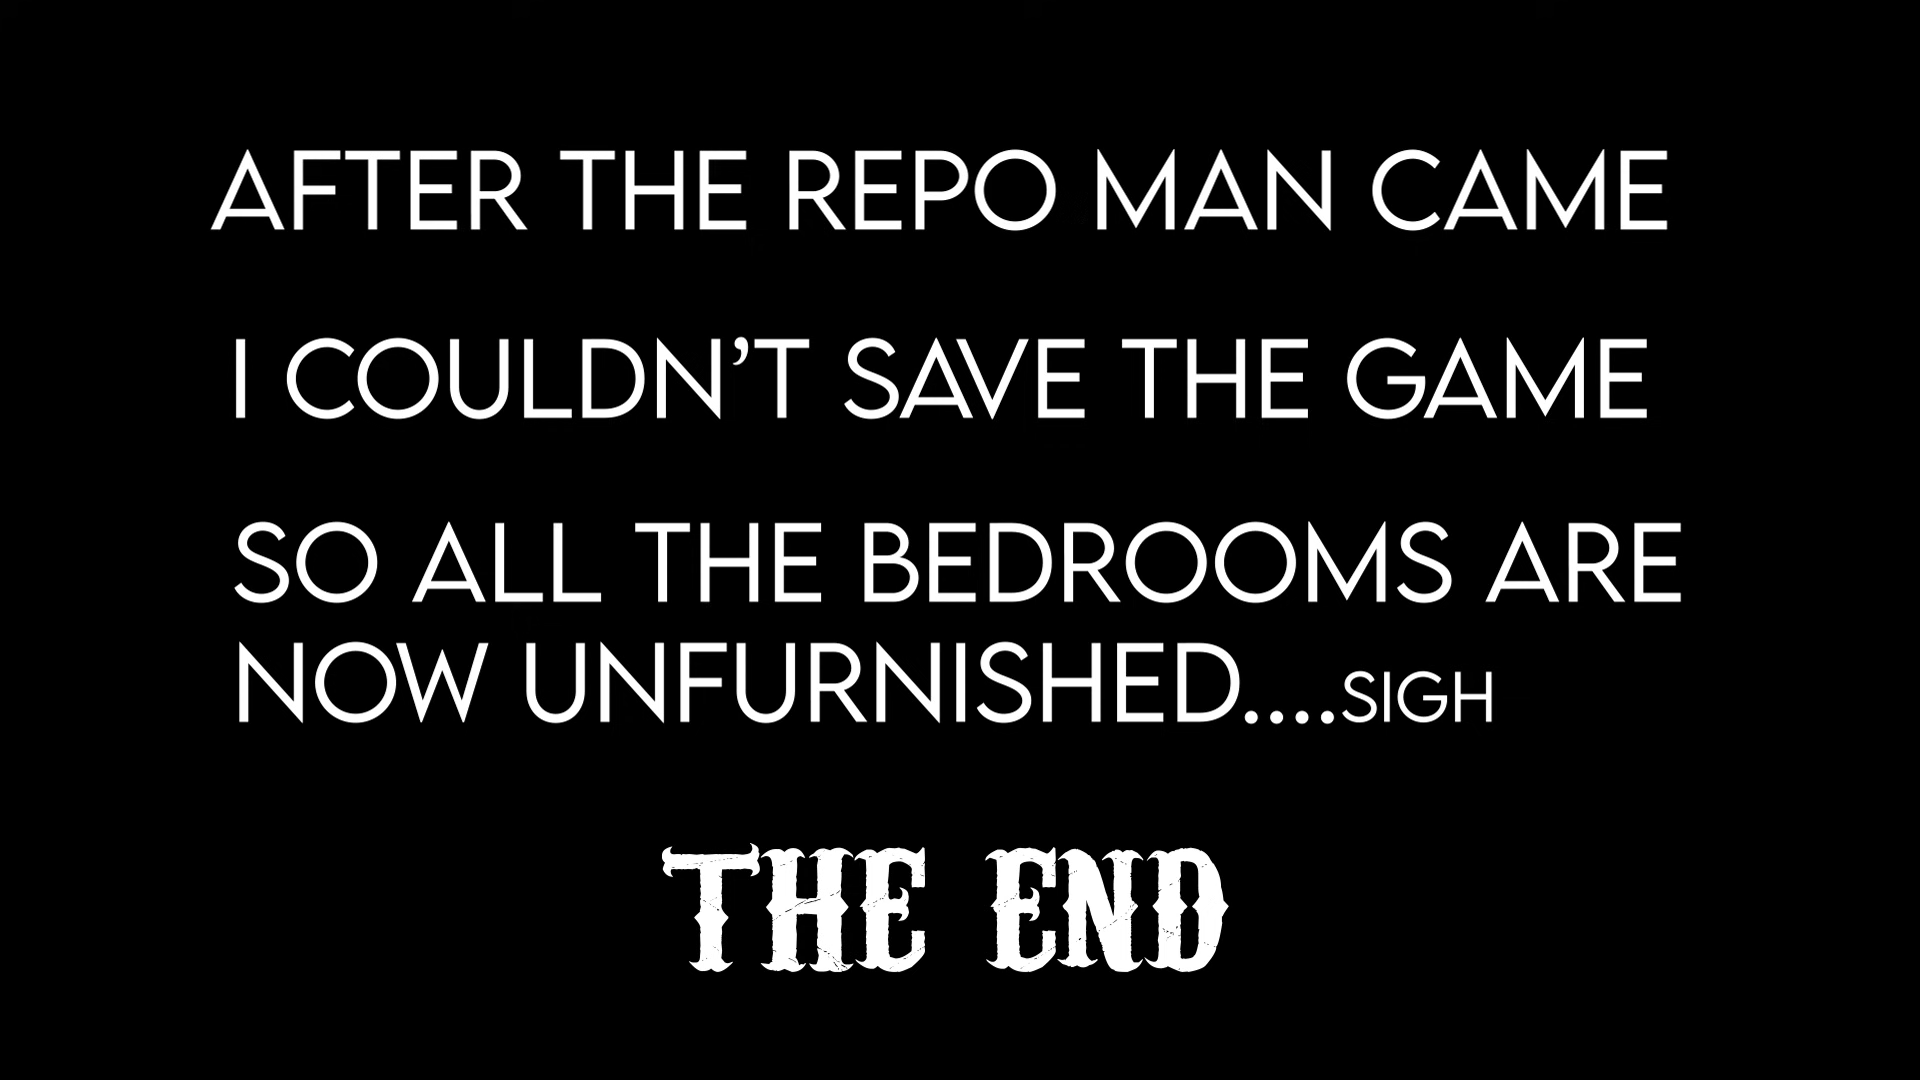 AFTER THE REPO MAN CAME
I COULDN’T SAVE THE GAME
SO ALL THE BEDROOMS ARE
NOW UNFURNISHED....SIGH
THE END